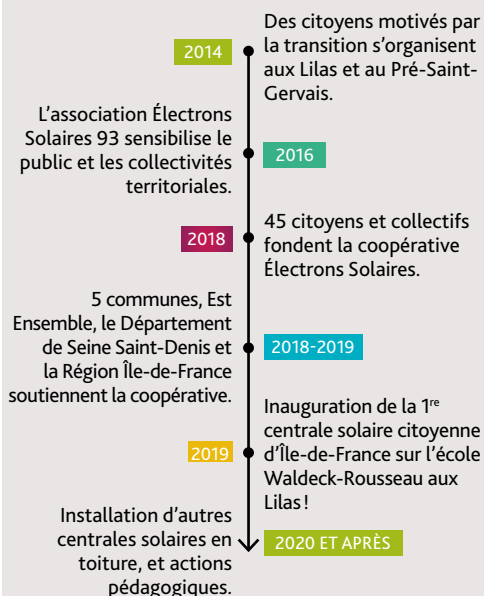 2014
Des citoyens motivés par
la transition s’organisent
aux Lilas et au Pré-Saint-
Gervais.
L’association Électrons
Solaires 93 sensibilise le
public et les collectivités
territoriales.
2016
2018
45 citoyens et collectifs
fondent la coopérative
Électrons Solaires.
5 communes, Est
Ensemble, le Département
de Seine Saint-Denis et
la Région Île-de-France
soutiennent la coopérative.
2018-2019
2019
Inauguration de la 1re
centrale solaire citoyenne
d’Île-de-France sur l’école
Waldeck-Rousseau aux
Lilas !
Installation d’autres
centrales solaires en
toiture, et actions
pédagogiques.
2020 ET APRÈS